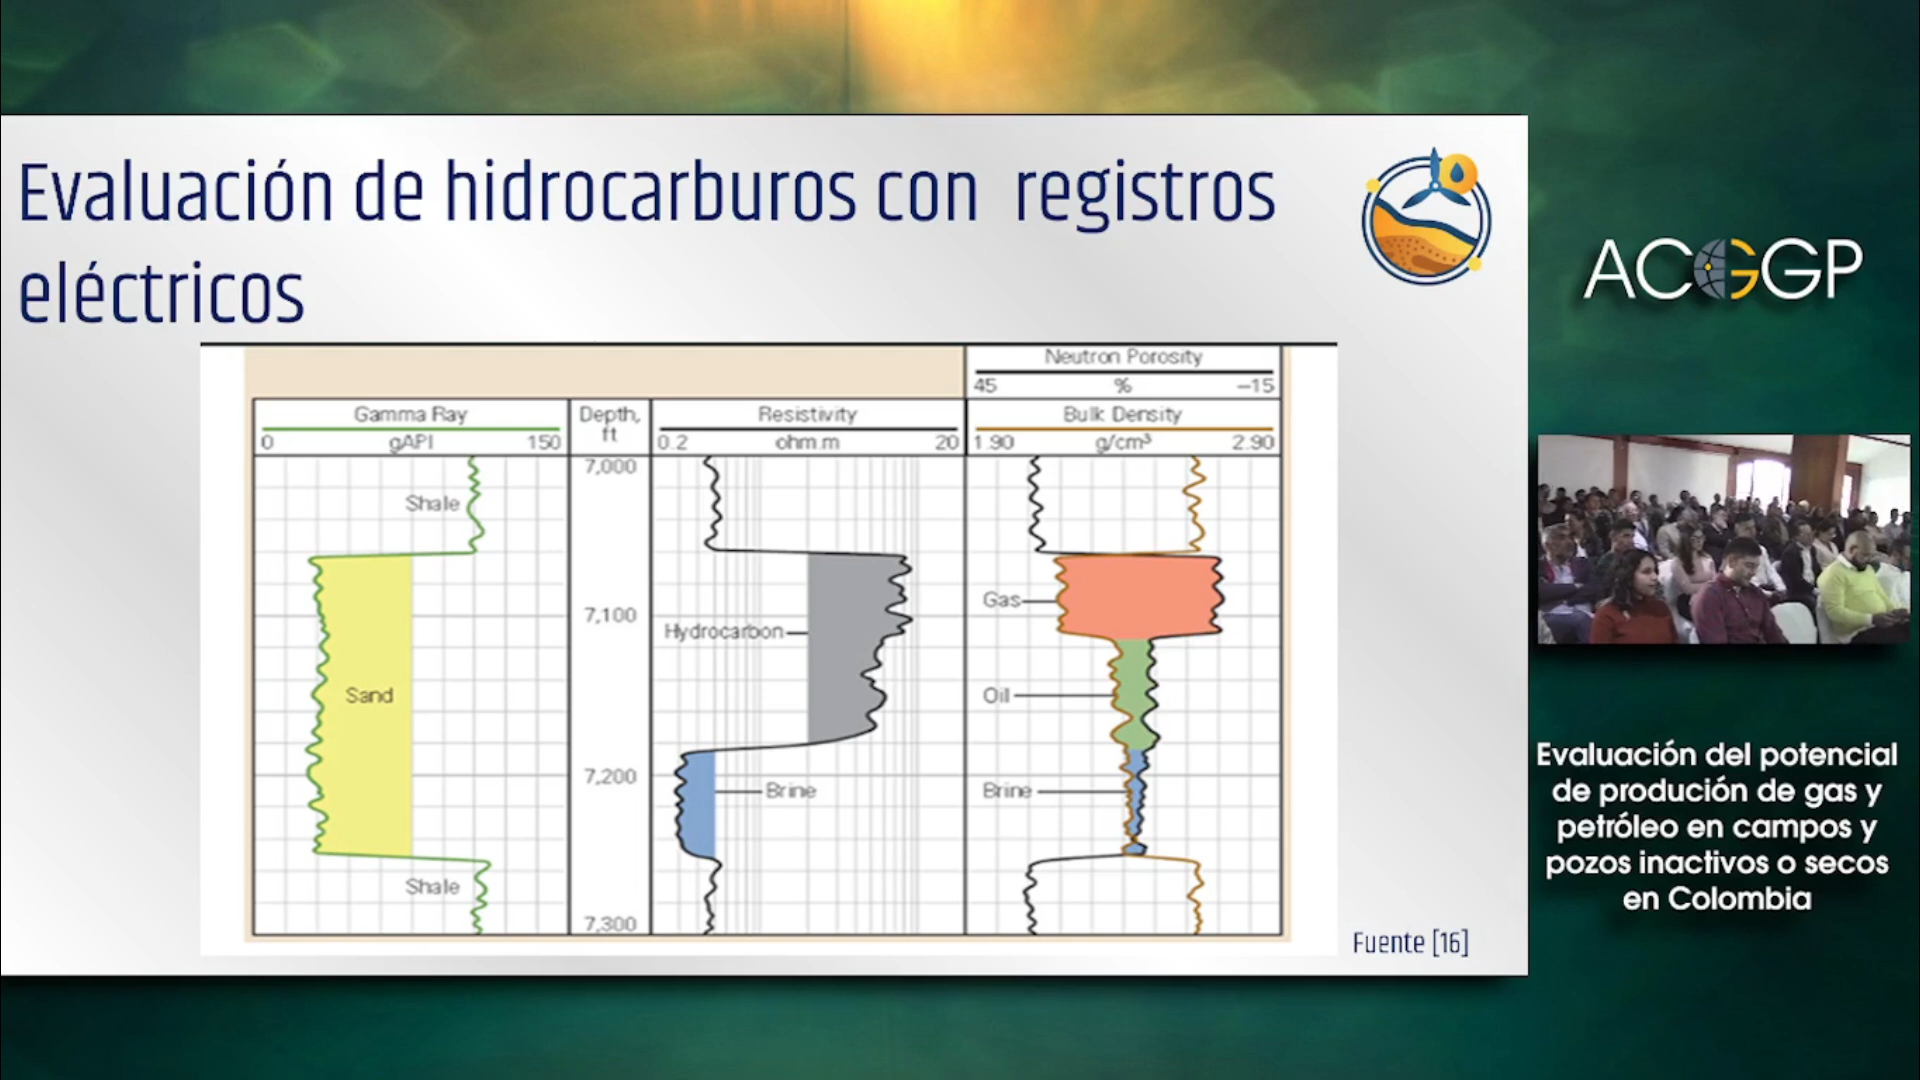 Evaluación de hidrocarburos con registros
eléctricos
Neutron Porosity
45 % –15
Gamma Ray
0 gAPI 150
Depth,
ft
Resistivity
0.2 ohm.m 20
Bulk Density
1.90 g/cm³ 2.90
7,000
Shale
Gas
7,100
Hydrocarbon
Sand
Oil
7,200
Brine
Brine
Shale
7,300
Fuente [16]
ACGGP
Evaluación del potencial
de produción de gas y
petróleo en campos y
pozos inactivos o secos
en Colombia